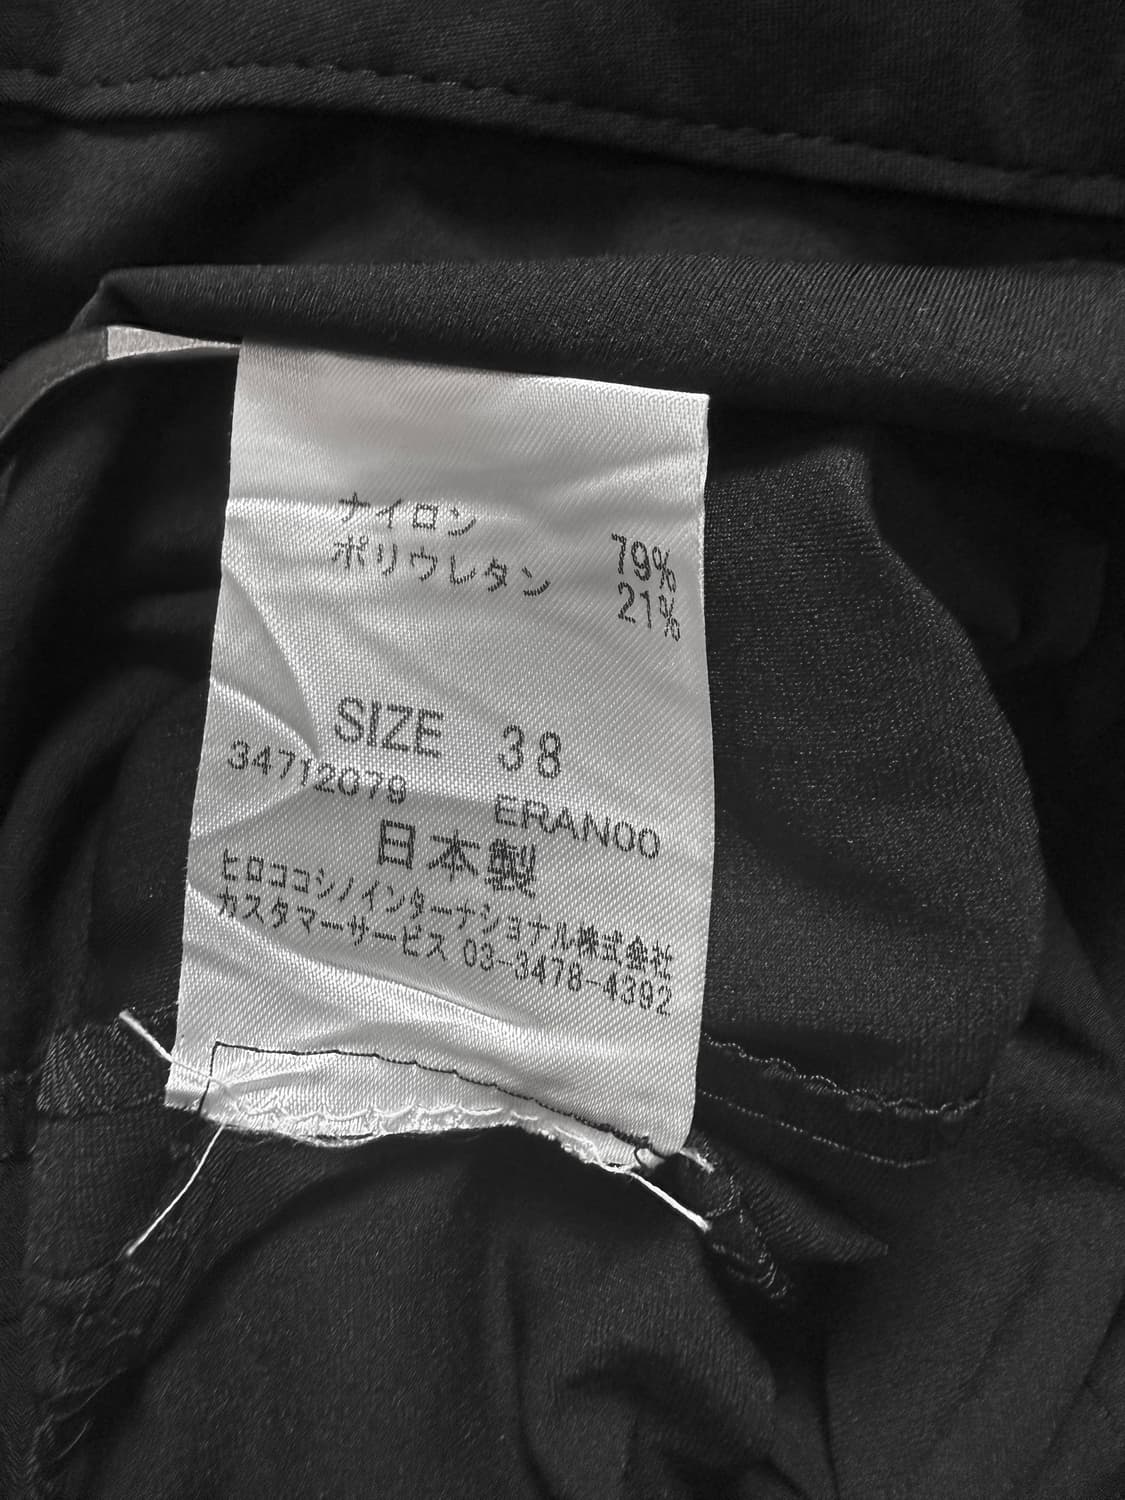 ナイロン 79%
ポリウレタン 21%
SIZE 38
34712079 ERAN00
日本製
ヒロココシノインターナショナル株式会社
カスタマーサービス 03-3478-4392